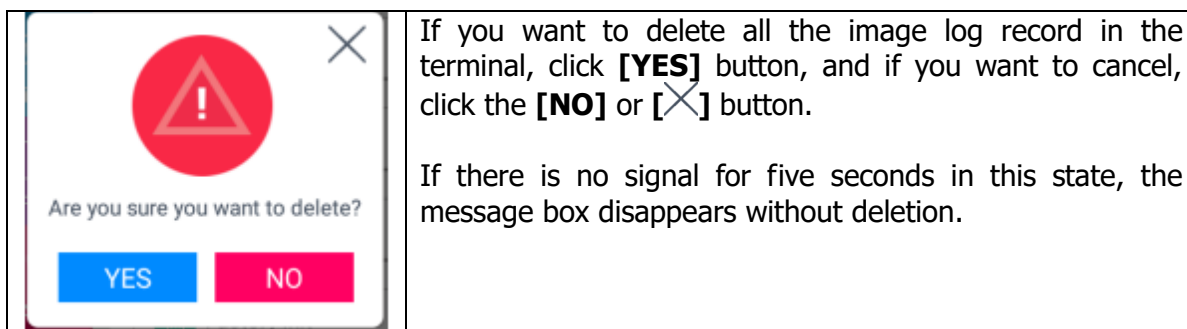 Are you sure you want to delete?
YES
NO
If you want to delete all the image log record in the
terminal, click [YES] button, and if you want to cancel,
click the [NO] or [╳] button.
If there is no signal for five seconds in this state, the
message box disappears without deletion.